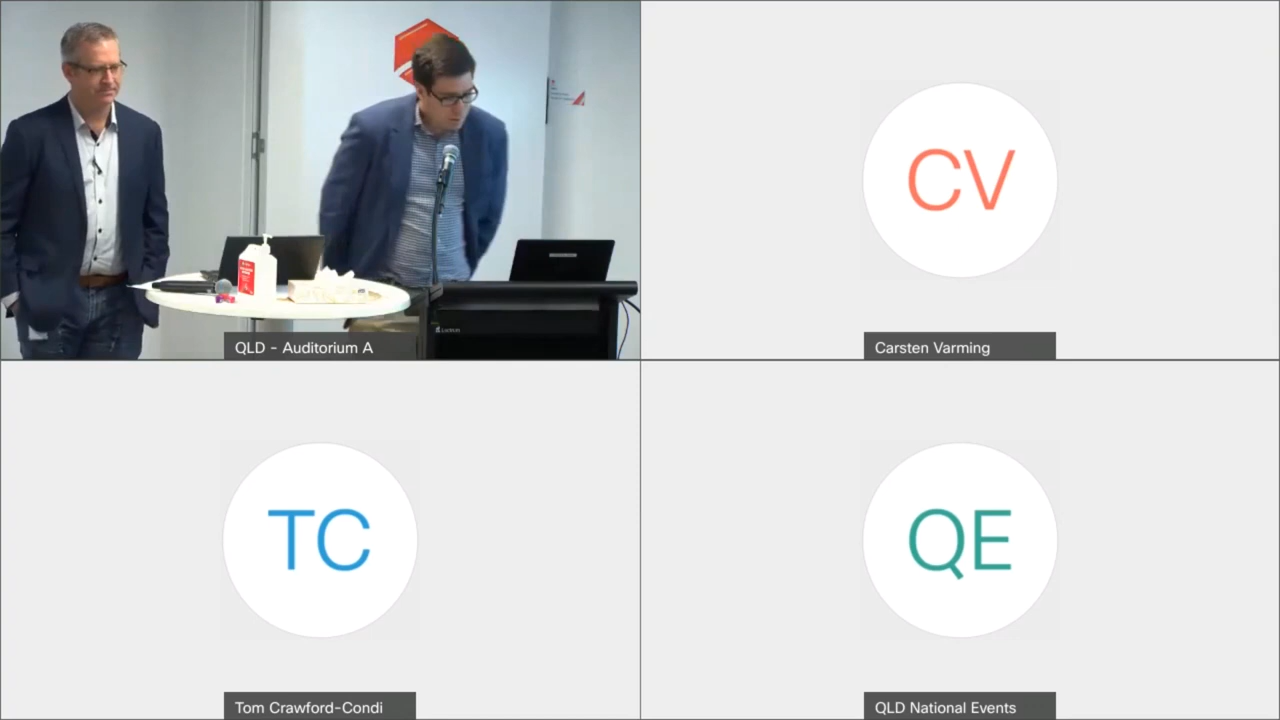 QLD - Auditorium A
CV
Carsten Varming
TC
Tom Crawford-Condi
QE
QLD National Events